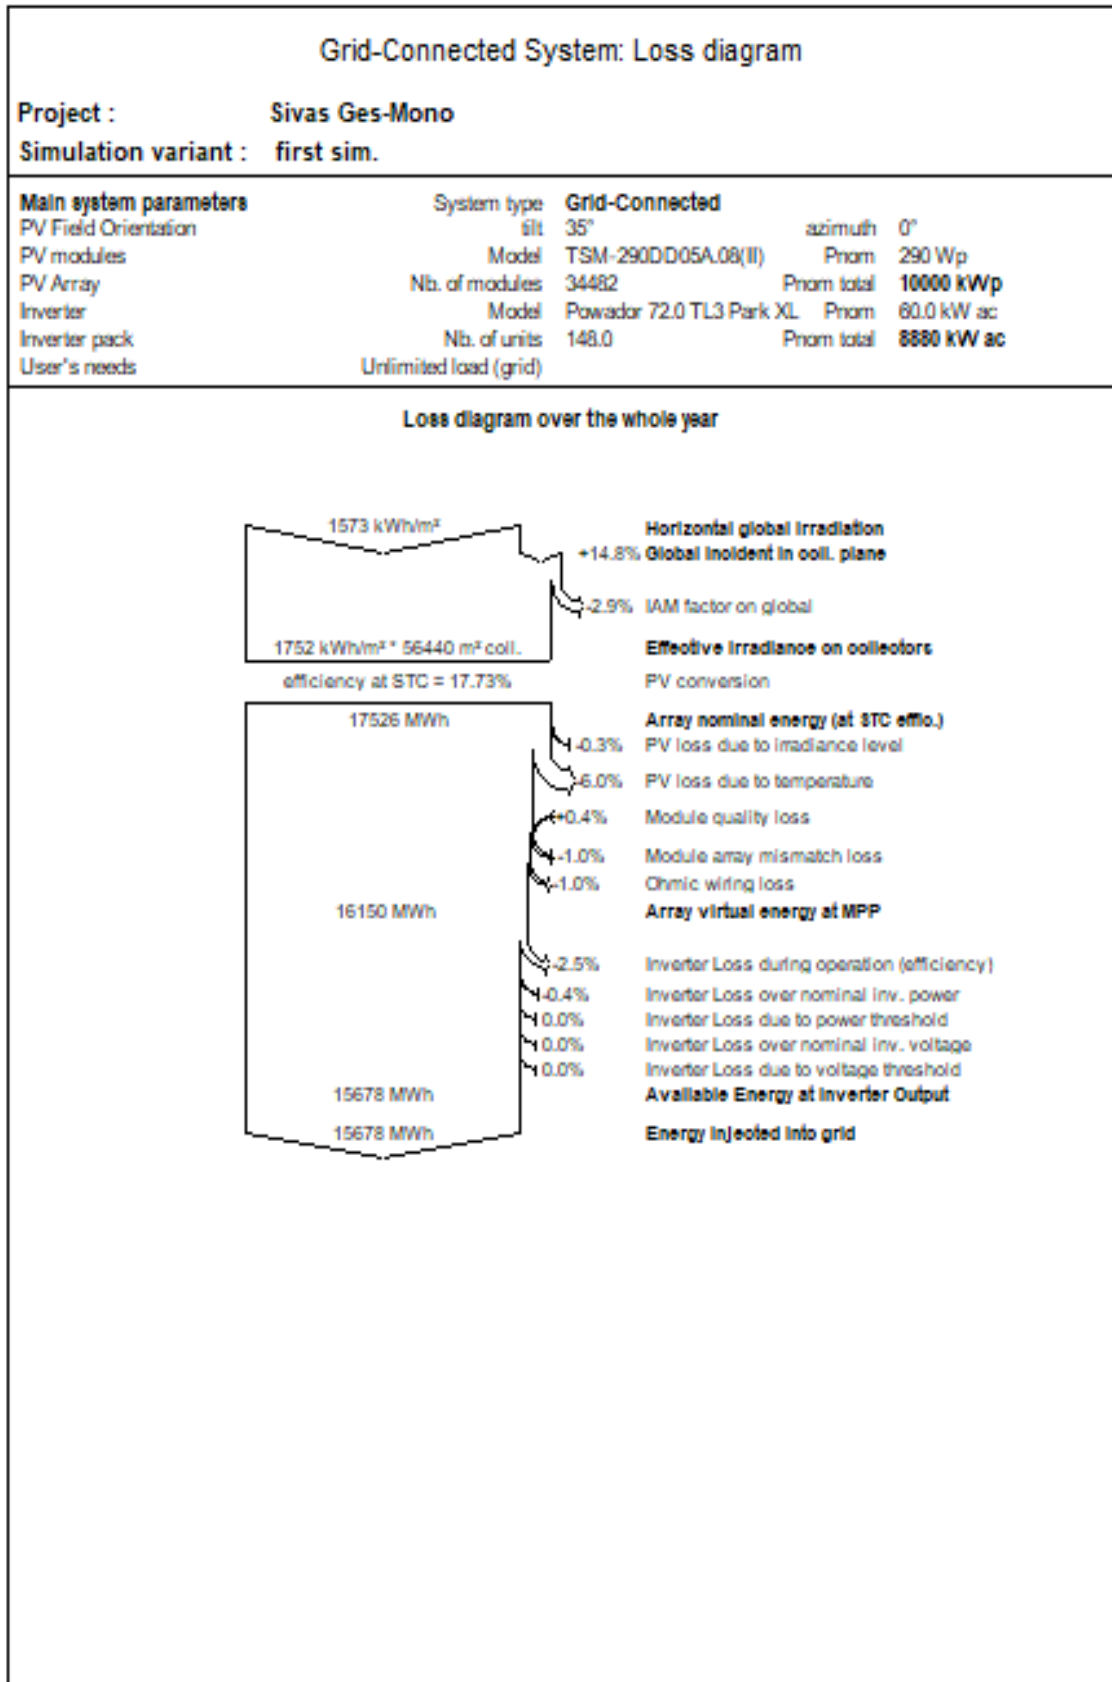 Grid-Connected System: Loss diagram
Project : Sivas Ges-Mono
Simulation variant : first sim.
Main system parameters System type Grid-Connected
PV Field Orientation tilt 35° azimuth 0°
PV modules Model TSM-290DD05A.08(II) Pnom 290 Wp
PV Array Nb. of modules 34482 Pnom total 10000 kWp
Inverter Model Powador 72.0 TL3 Park XL Pnom 60.0 kW ac
Inverter pack Nb. of units 148.0 Pnom total 8880 kW ac
User's needs Unlimited load (grid)
Loss diagram over the whole year
1573 kWh/m² Horizontal global irradiation
+14.8% Global incident in coll. plane
-2.9% IAM factor on global
1752 kWh/m² * 56440 m² coll. Effective irradiance on collectors
efficiency at STC = 17.73% PV conversion
17526 MWh Array nominal energy (at STC effic.)
-0.3% PV loss due to irradiance level
-6.0% PV loss due to temperature
+0.4% Module quality loss
-1.0% Module array mismatch loss
-1.0% Ohmic wiring loss
16150 MWh Array virtual energy at MPP
-2.5% Inverter Loss during operation (efficiency)
-0.4% Inverter Loss over nominal inv. power
0.0% Inverter Loss due to power threshold
0.0% Inverter Loss over nominal inv. voltage
0.0% Inverter Loss due to voltage threshold
15678 MWh Available Energy at Inverter Output
15678 MWh Energy injected into grid